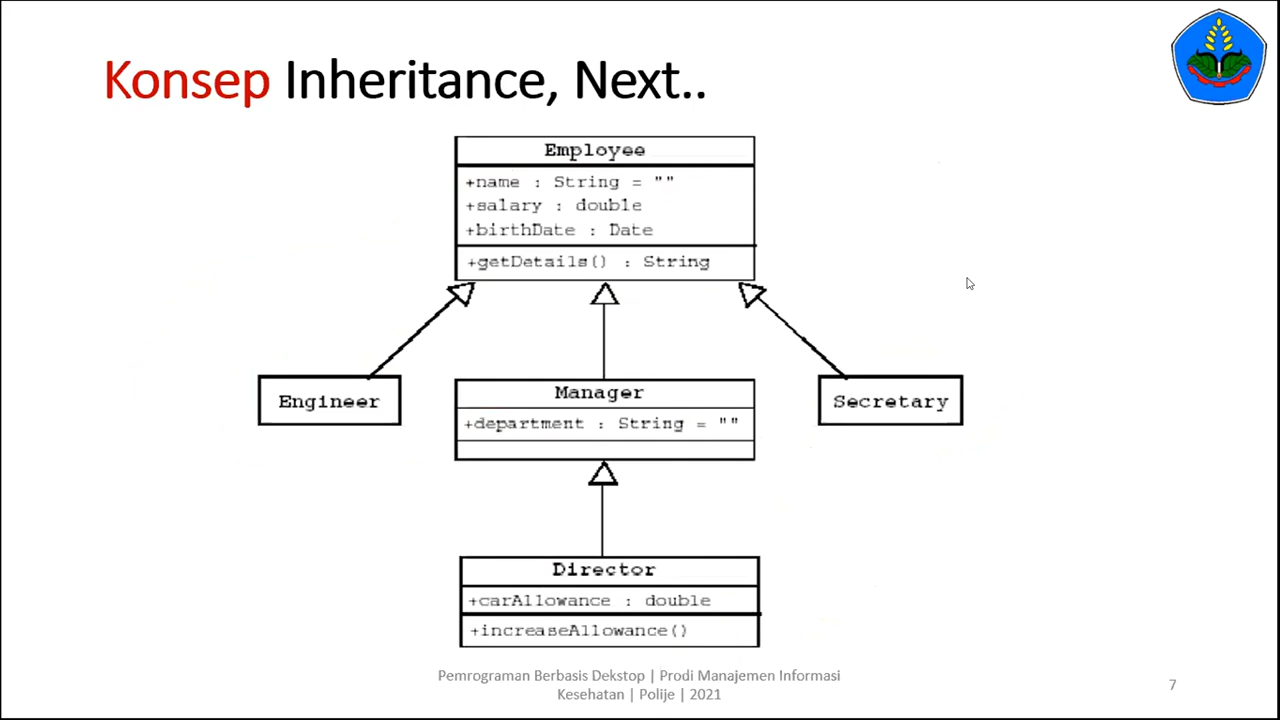 Konsep Inheritance, Next..
Employee
+name : String = ""
+salary : double
+birthDate : Date
+getDetails() : String
Engineer
Manager
+department : String = ""
Secretary
Director
+carAllowance : double
+increaseAllowance()
Pemrograman Berbasis Dekstop | Prodi Manajemen Informasi
Kesehatan | Polije | 2021
7